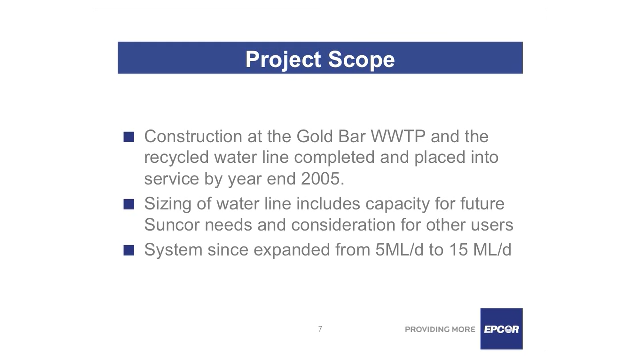 Project Scope
Construction at the Gold Bar WWTP and the
recycled water line completed and placed into
service by year end 2005.
Sizing of water line includes capacity for future
Suncor needs and consideration for other users
System since expanded from 5ML/d to 15 ML/d
7
PROVIDING MORE
EPCOR